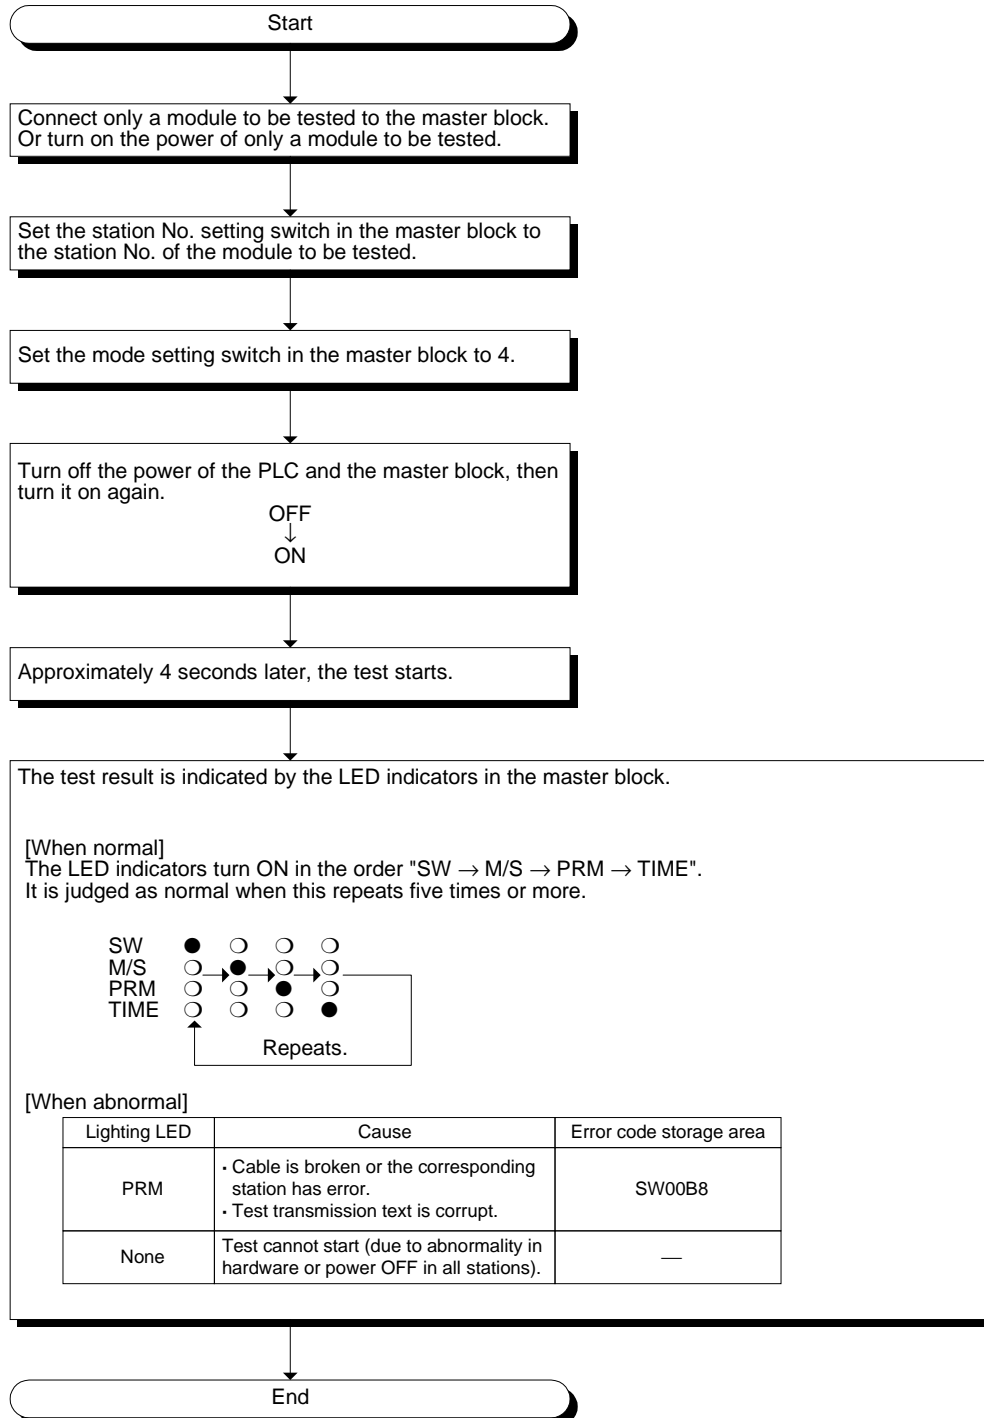 Start
Connect only a module to be tested to the master block.
Or turn on the power of only a module to be tested.
Set the station No. setting switch in the master block to
the station No. of the module to be tested.
Set the mode setting switch in the master block to 4.
Turn off the power of the PLC and the master block, then
turn it on again.
OFF
↓
ON
Approximately 4 seconds later, the test starts.
The test result is indicated by the LED indicators in the master block.
[When normal]
The LED indicators turn ON in the order "SW → M/S → PRM → TIME".
It is judged as normal when this repeats five times or more.
SW
M/S
PRM
TIME
Repeats.
[When abnormal]
Lighting LED Cause Error code storage area
PRM
· Cable is broken or the corresponding
station has error.
· Test transmission text is corrupt.
SW00B8
None
Test cannot start (due to abnormality in
hardware or power OFF in all stations).
—
End